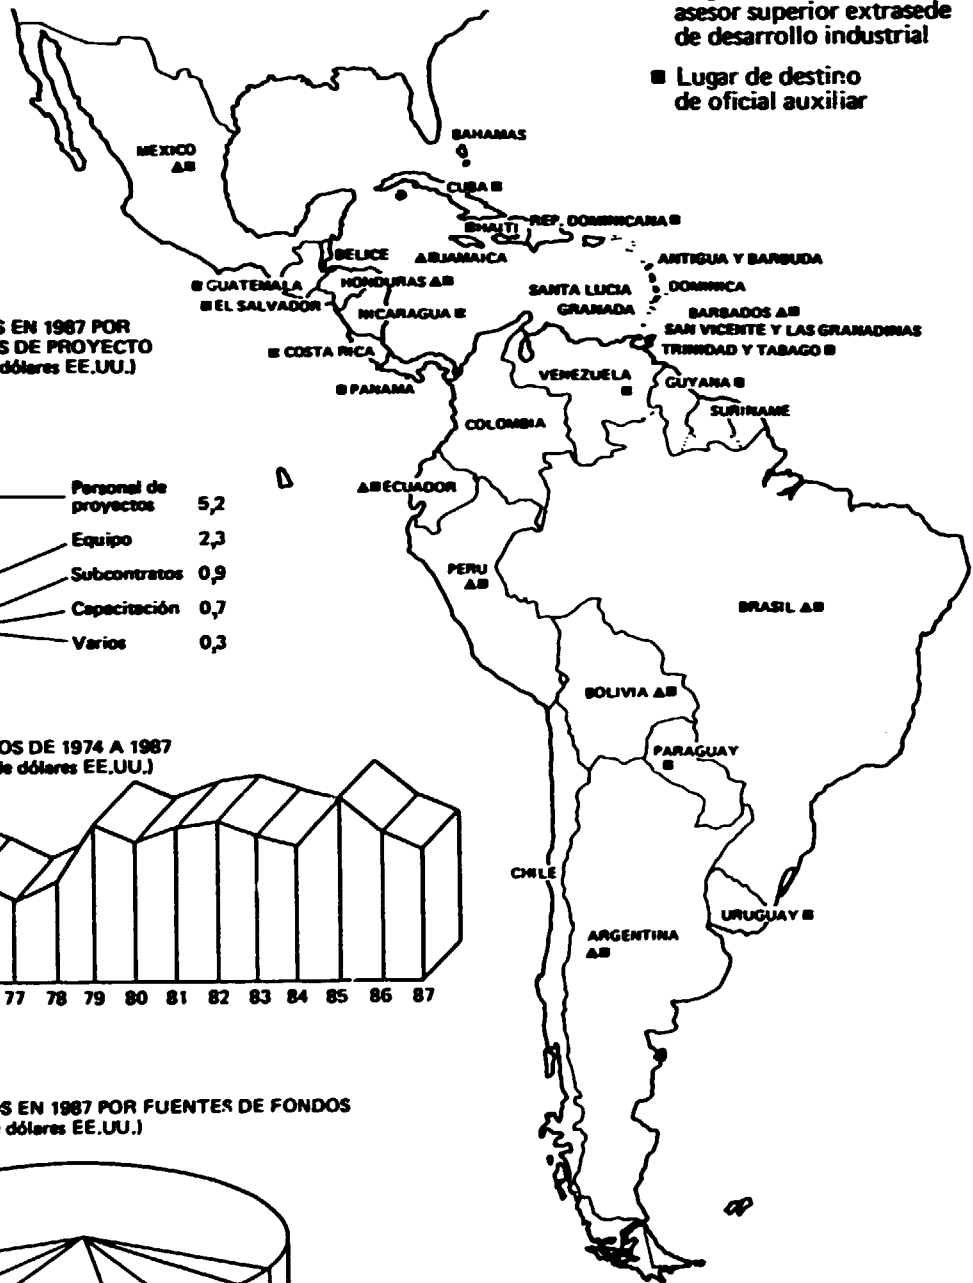 asesor superior extrasede
de desarrollo industrial
■ Lugar de destino
de oficial auxiliar
BAHAMAS
MEXICO
▲■
CUBA ■
■ HAITI
REP. DOMINICANA ■
BELICE
▲■ JAMAICA
ANTIGUA Y BARBUDA
■ GUATEMALA
HONDURAS ▲■
SANTA LUCIA
DOMINICA
■ EL SALVADOR
NICARAGUA ■
GRANADA
BARBADOS ▲■
SAN VICENTE Y LAS GRANADINAS
■ COSTA RICA
TRINIDAD Y TABAGO ■
S EN 1987 POR
S DE PROYECTO
dólares EE.UU.)
■ PANAMA
VENEZUELA
■
GUYANA ■
SURINAME
COLOMBIA
▲■ ECUADOR
Personal de
proyectos 5,2
Equipo 2,3
Subcontratos 0,9
Capacitación 0,7
Varios 0,3
PERU
▲■
BRASIL ▲■
BOLIVIA ▲■
PARAGUAY
■
OS DE 1974 A 1987
de dólares EE.UU.)
CHILE
URUGUAY ■
ARGENTINA
▲■
77 78 79 80 81 82 83 84 85 86 87
S EN 1987 POR FUENTES DE FONDOS
dólares EE.UU.)